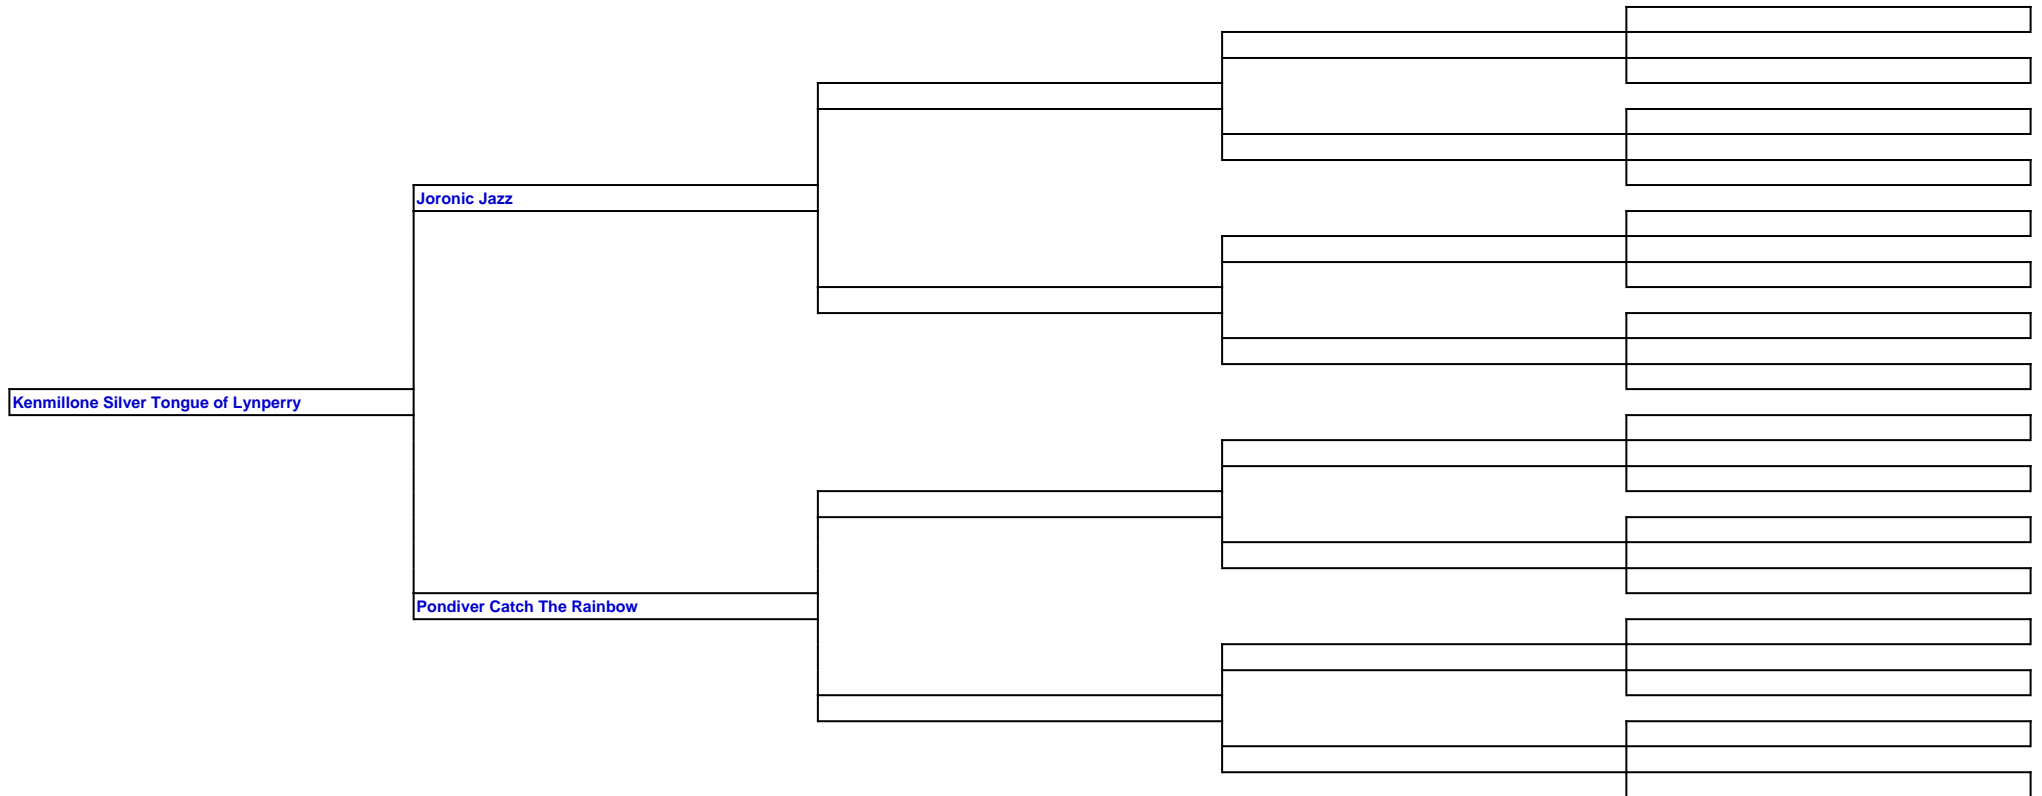 Joronic Jazz
Kenmillone Silver Tongue of Lynperry
Pondiver Catch The Rainbow